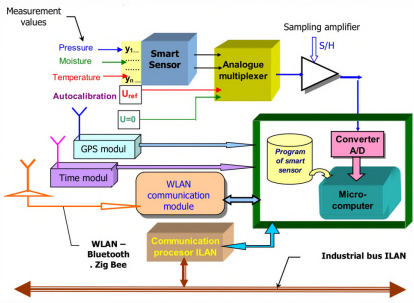 Measurement
values
Sampling amplifier
S/H
Pressure
Moisture
Temperature
y1...
......
yn...
Smart
Sensor
Analogue
multiplexer
Autocalibration
Uref
U=0
GPS modul
Time modul
WLAN
communication
module
Converter
A/D
Program
of smart
sensor
Micro-
computer
WLAN –
Bluetooth
. Zig Bee
Communication
procesor ILAN
Industrial bus ILAN